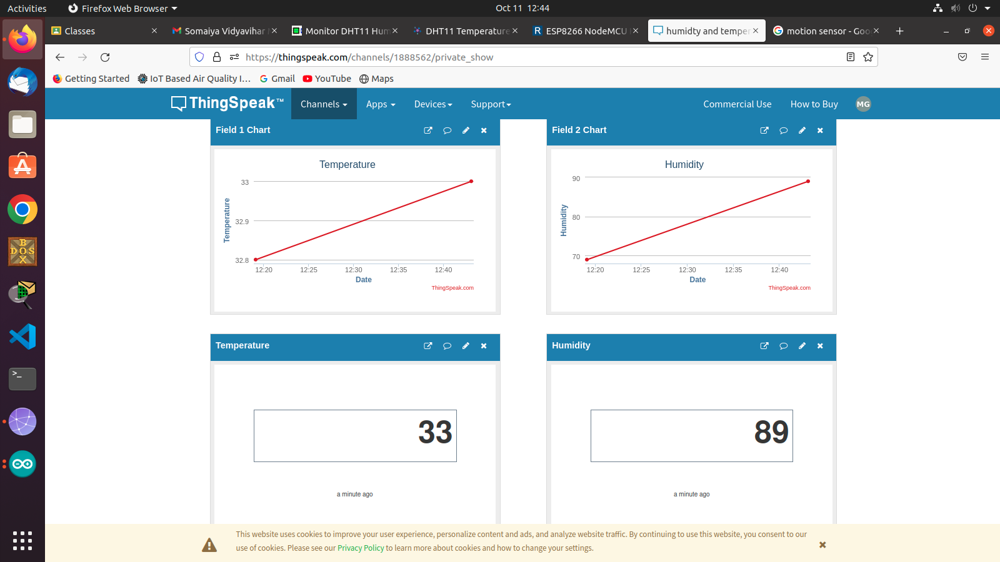 Activities
Firefox Web Browser
Oct 11 12:44
Classes
Somaiya Vidyavihar
Monitor DHT11 Hum
DHT11 Temperature
ESP8266 NodeMCU
humidty and temper
motion sensor - Goo
https://thingspeak.com/channels/1888562/private_show
Getting Started
IoT Based Air Quality I…
Gmail
YouTube
Maps
ThingSpeak™
Channels
Apps
Devices
Support
Commercial Use
How to Buy
MG
Field 1 Chart
Temperature
33
32.9
32.8
Temperature
12:20 12:25 12:30 12:35 12:40
Date
ThingSpeak.com
Field 2 Chart
Humidity
90
80
70
Humidity
12:20 12:25 12:30 12:35 12:40
Date
ThingSpeak.com
Temperature
33
a minute ago
Humidity
89
a minute ago
This website uses cookies to improve your user experience, personalize content and ads, and analyze website traffic. By continuing to use this website, you consent to our
use of cookies. Please see our Privacy Policy to learn more about cookies and how to change your settings.